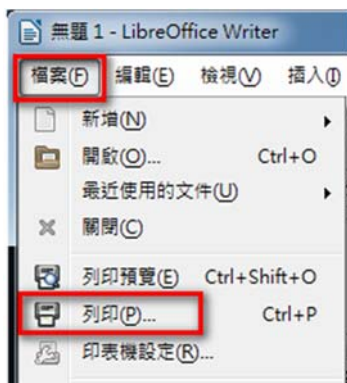 無題 1 - LibreOffice Writer
檔案(F) 編輯(E) 檢視(V) 插入(I)
新增(N)
開啟(O)... Ctrl+O
最近使用的文件(U)
關閉(C)
列印預覽(E) Ctrl+Shift+O
列印(P)... Ctrl+P
印表機設定(R)...